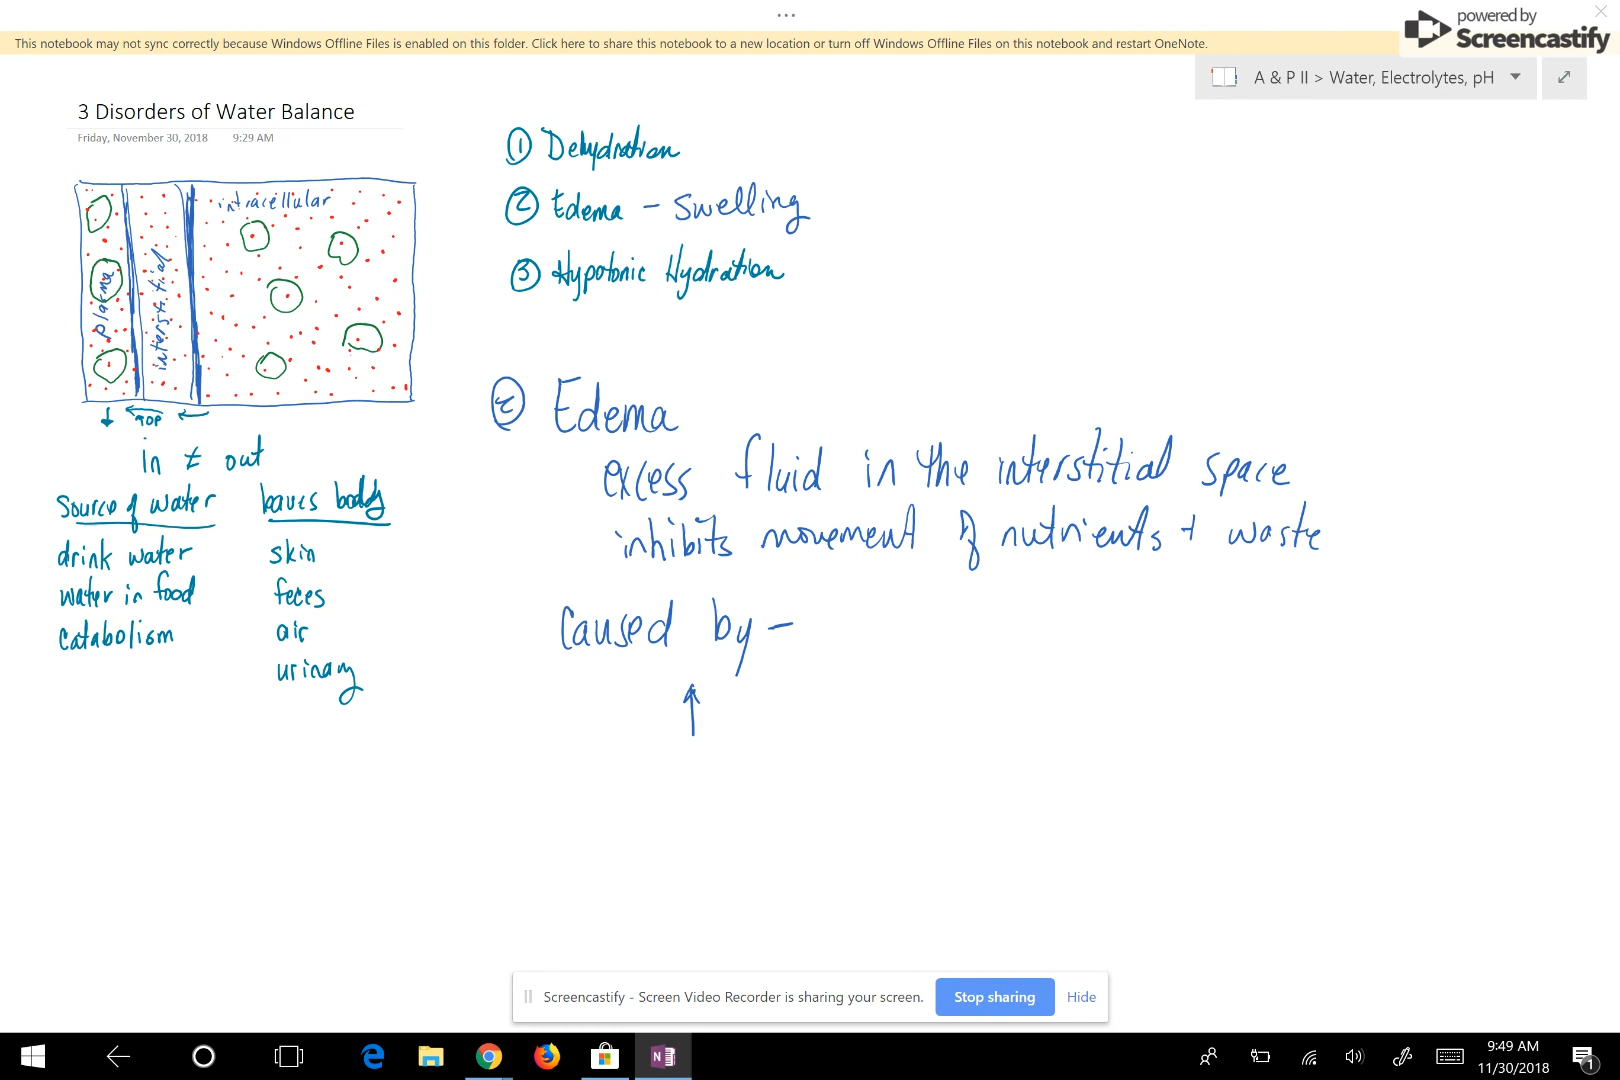 ...
powered by
Screencastify
This notebook may not sync correctly because Windows Offline Files is enabled on this folder. Click here to share this notebook to a new location or turn off Windows Offline Files on this notebook and restart OneNote.
A & P II > Water, Electrolytes, pH
3 Disorders of Water Balance
Friday, November 30, 2018 9:29 AM
plasma
interstitial
intracellular
↓ ← TOP ←
in ≠ out
Source of water
drink water
water in food
catabolism
leaves body
skin
feces
air
urinary
① Dehydration
② Edema - swelling
③ Hypotonic Hydration
② Edema
excess fluid in the interstitial space
inhibits movement of nutrients + waste
Caused by -
↑
Screencastify - Screen Video Recorder is sharing your screen. Stop sharing Hide
N
9:49 AM
11/30/2018
1